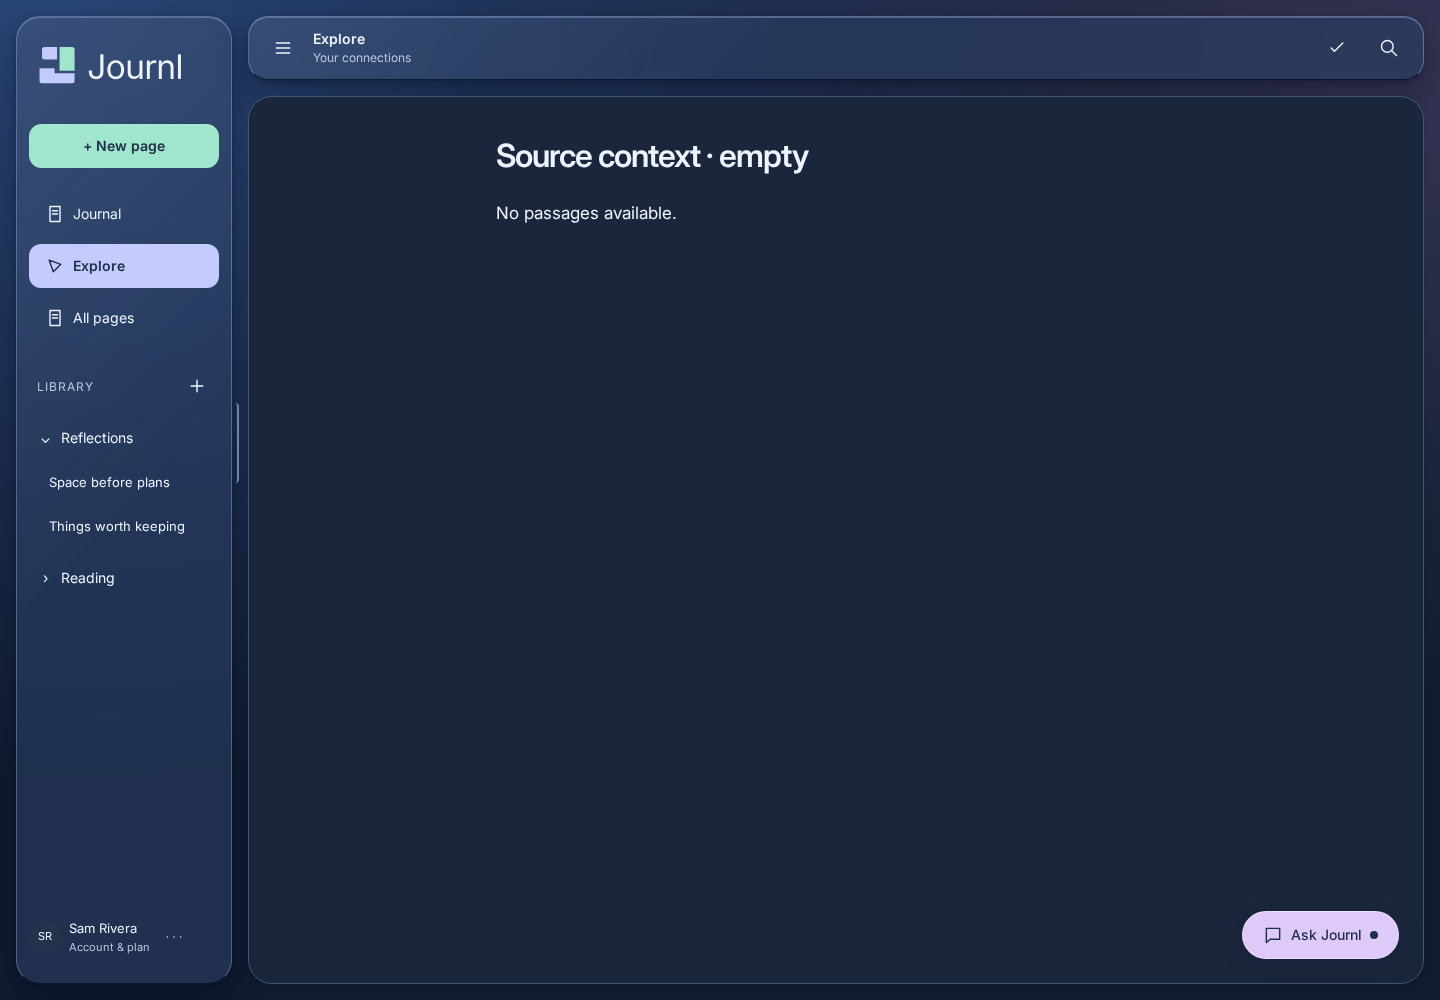 Journl
+ New page
Journal
Explore
All pages
LIBRARY
Reflections
Space before plans
Things worth keeping
Reading
SR
Sam Rivera
Account & plan
Explore
Your connections
Source context · empty
No passages available.
Ask Journl